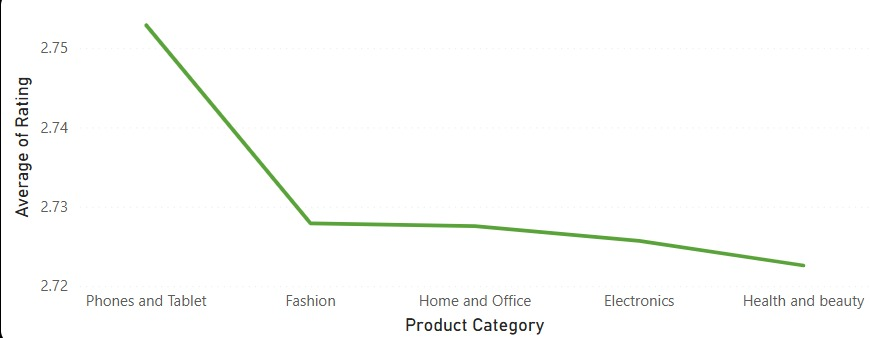 Average of Rating
2.75
2.74
2.73
2.72
Phones and Tablet
Fashion
Home and Office
Electronics
Health and beauty
Product Category